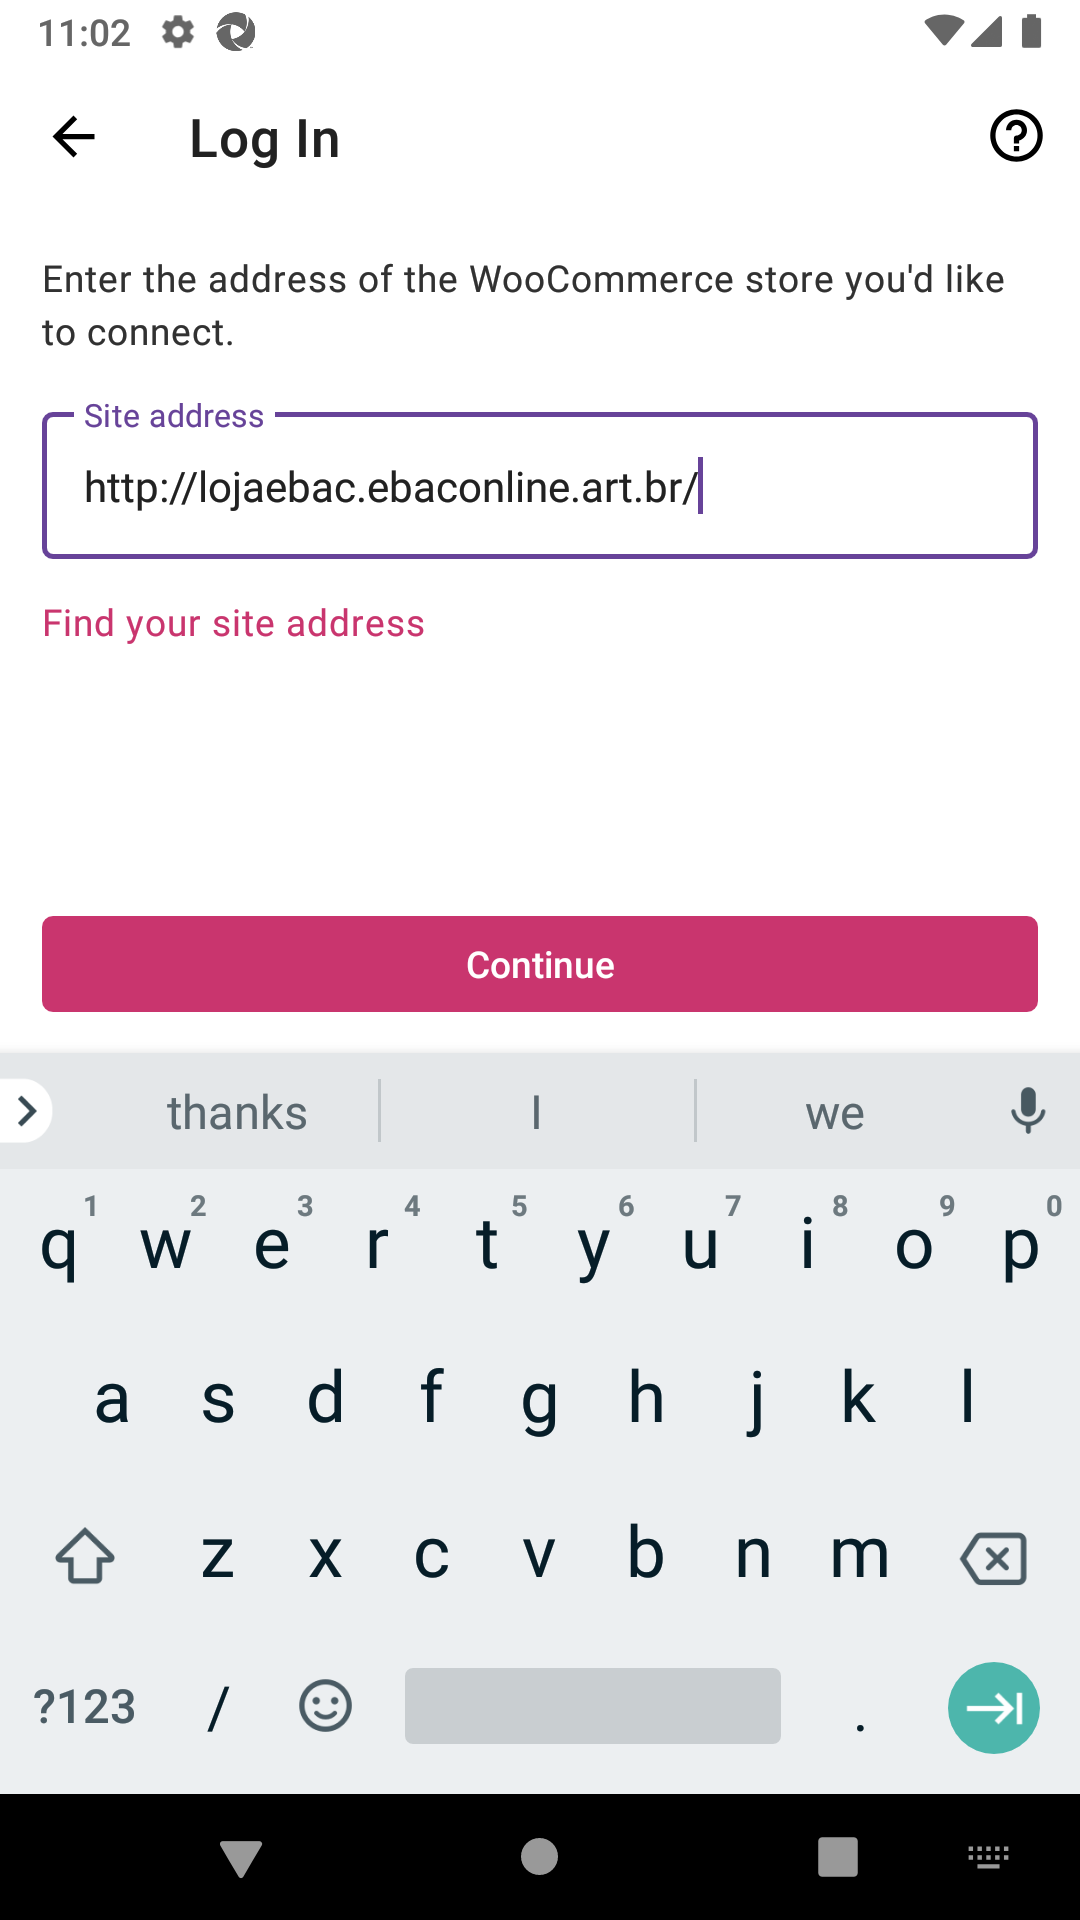 11:02
Log In
Enter the address of the WooCommerce store you'd like
to connect.
Site address
http://lojaebac.ebaconline.art.br/
Find your site address
Continue
thanks I we
1 2 3 4 5 6 7 8 9 0
q w e r t y u i o p
a s d f g h j k l
z x c v b n m
?123 / .